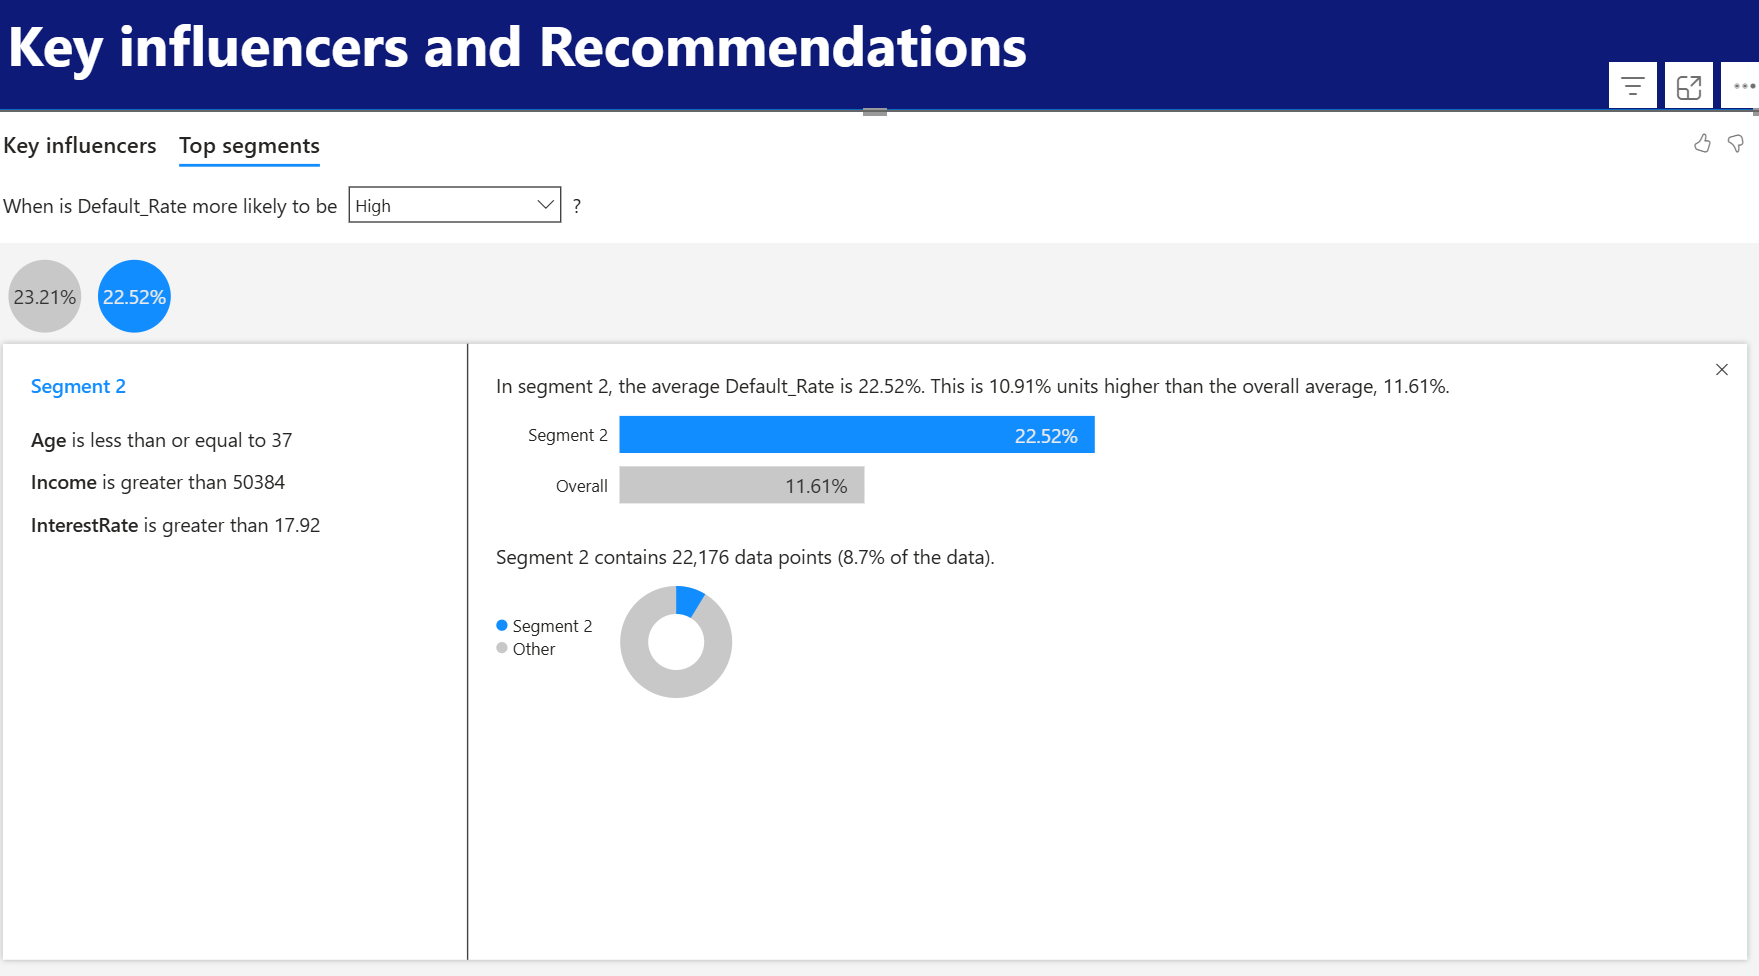 Key influencers and Recommendations
Key influencers Top segments
When is Default_Rate more likely to be High ?
23.21% 22.52%
Segment 2
Age is less than or equal to 37
Income is greater than 50384
InterestRate is greater than 17.92
In segment 2, the average Default_Rate is 22.52%. This is 10.91% units higher than the overall average, 11.61%.
Segment 2 22.52%
Overall 11.61%
Segment 2 contains 22,176 data points (8.7% of the data).
Segment 2
Other